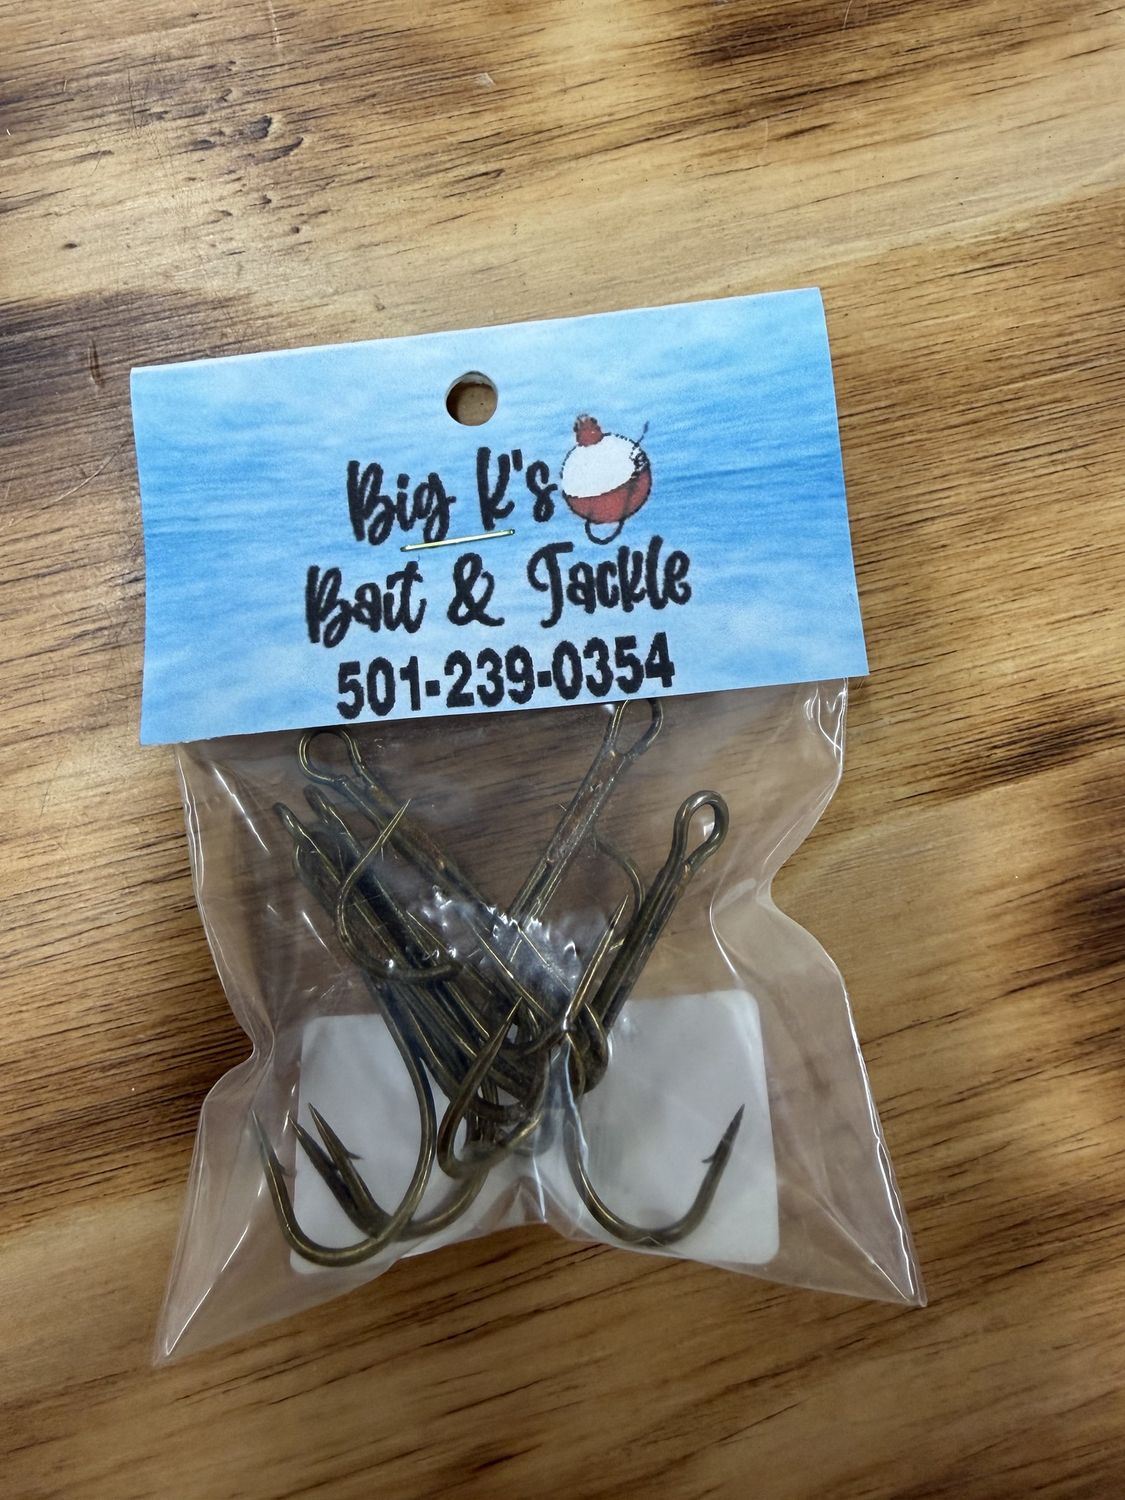 Big K's
Bait & Tackle
501-239-0354